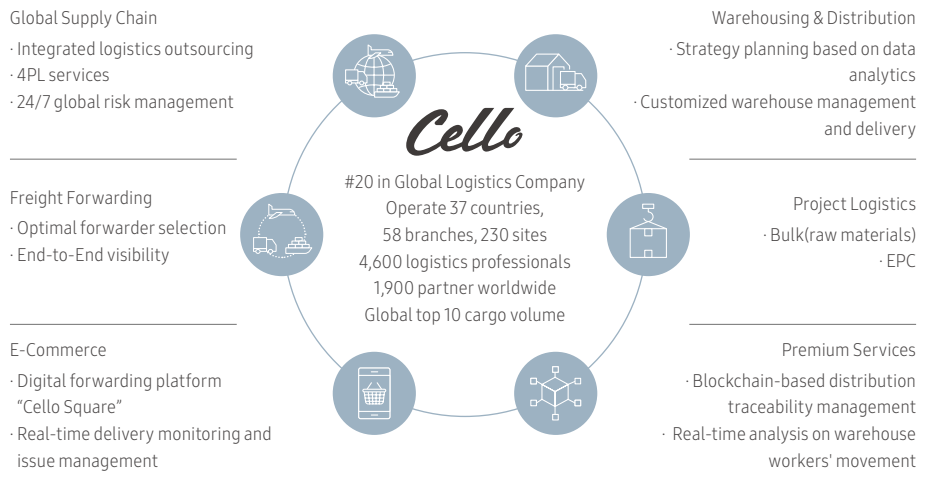 Global Supply Chain
· Integrated logistics outsourcing
· 4PL services
· 24/7 global risk management
Freight Forwarding
· Optimal forwarder selection
· End-to-End visibility
E-Commerce
· Digital forwarding platform
“Cello Square”
· Real-time delivery monitoring and
issue management
Cello
#20 in Global Logistics Company
Operate 37 countries,
58 branches, 230 sites
4,600 logistics professionals
1,900 partner worldwide
Global top 10 cargo volume
Warehousing & Distribution
· Strategy planning based on data
analytics
· Customized warehouse management
and delivery
Project Logistics
· Bulk(raw materials)
· EPC
Premium Services
· Blockchain-based distribution
traceability management
· Real-time analysis on warehouse
workers' movement